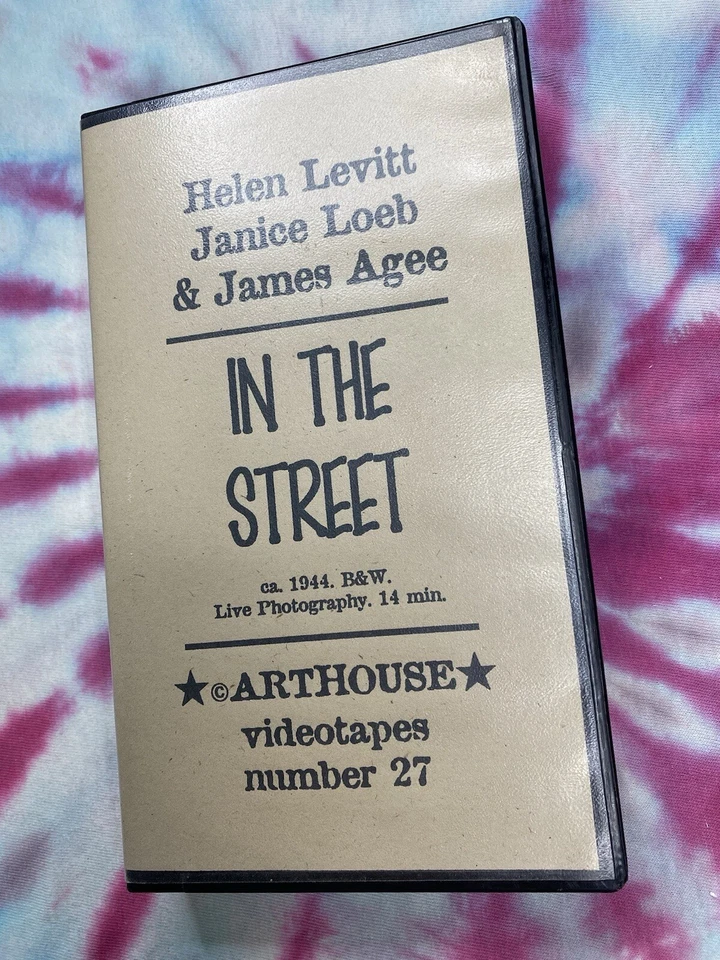 Helen Levitt
Janice Loeb
& James Agee
IN THE
STREET
ca. 1944. B&W.
Live Photography. 14 min.
★©ARTHOUSE★
videotapes
number 27